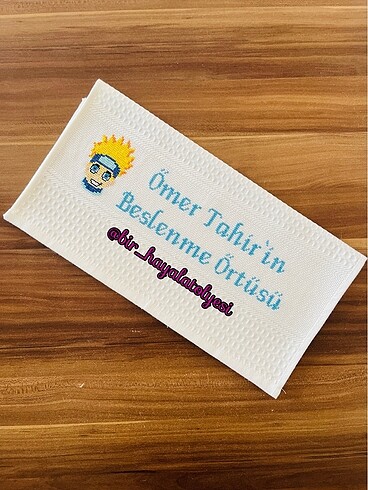 Ömer Tahir'in
Beslenme Örtüsü
@bir_hayalatolyesi